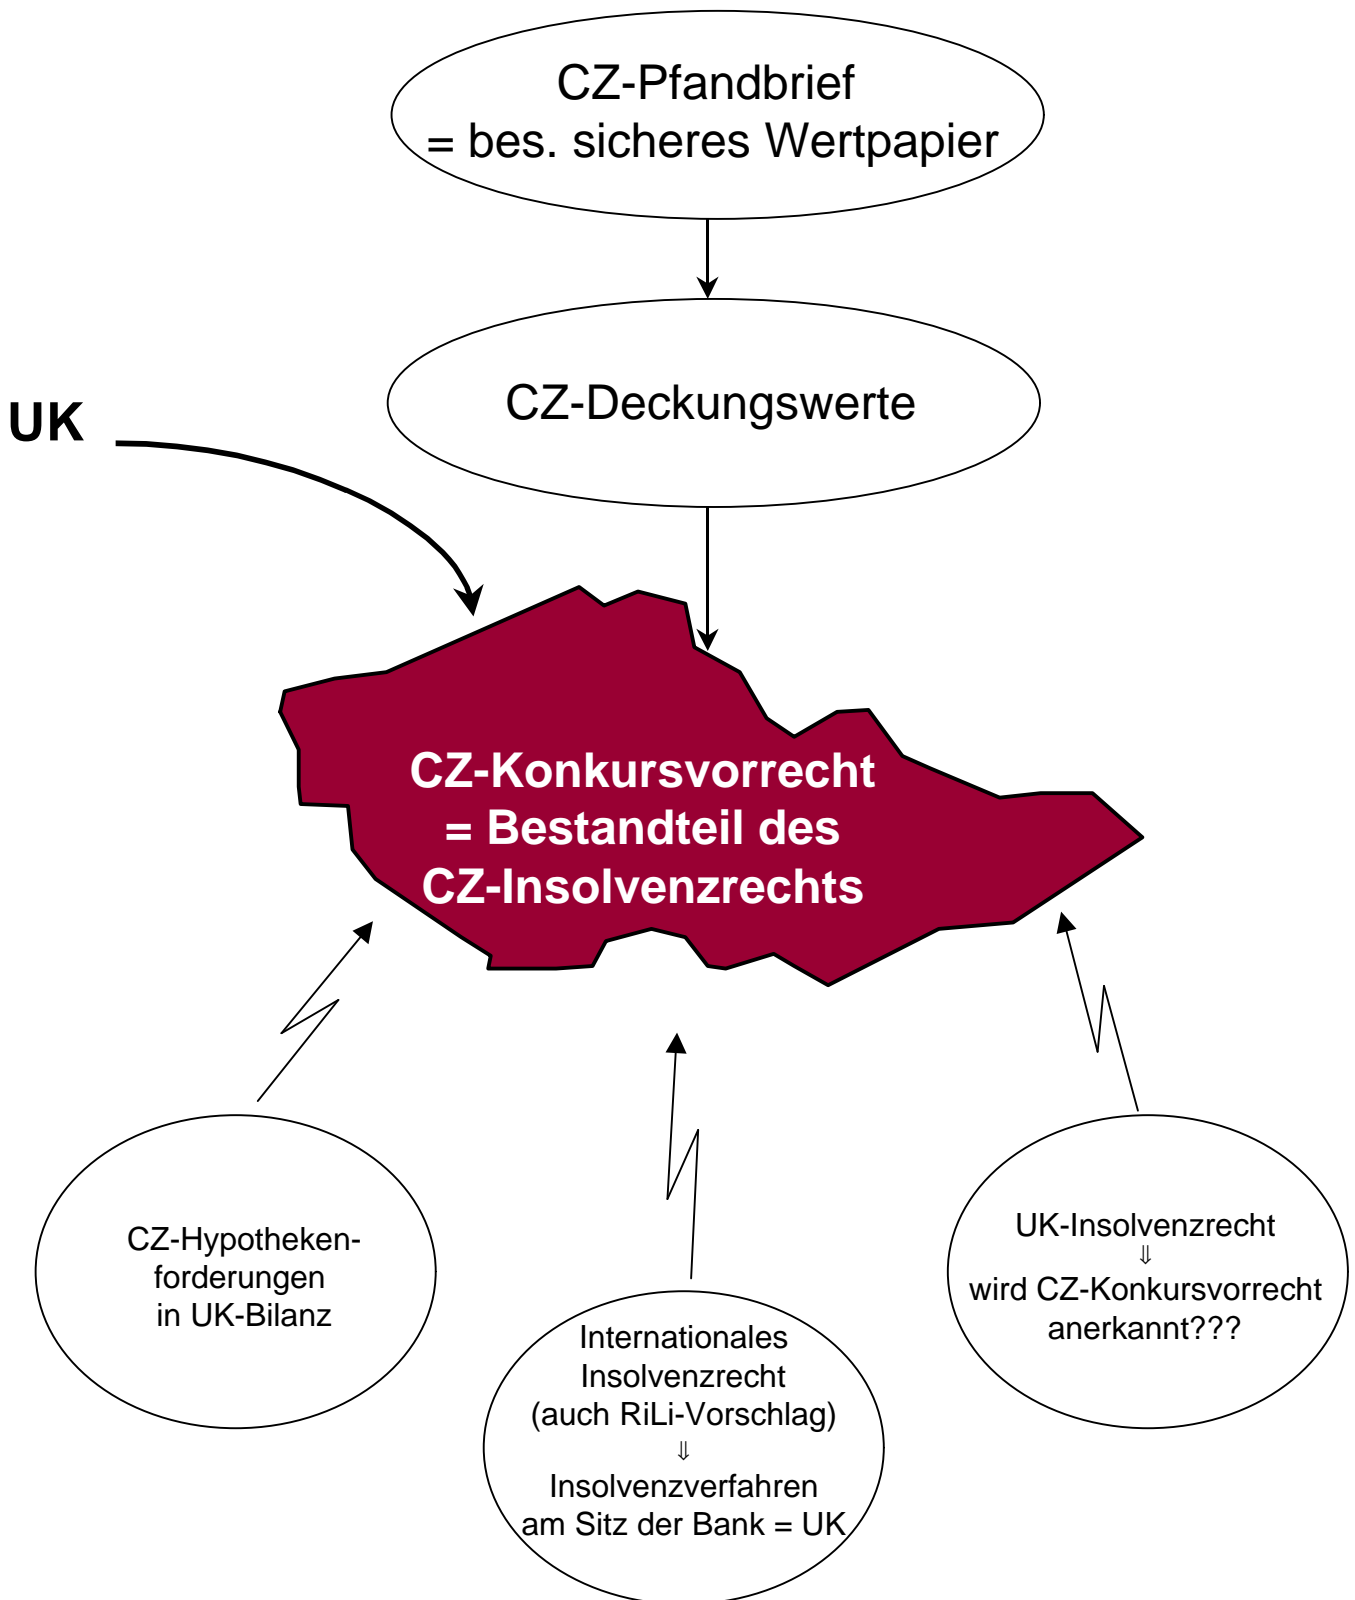 CZ-Pfandbrief
= bes. sicheres Wertpapier
CZ-Deckungswerte
UK
CZ-Konkursvorrecht
= Bestandteil des
CZ-Insolvenzrechts
CZ-Hypotheken-
forderungen
in UK-Bilanz
Internationales
Insolvenzrecht
(auch RiLi-Vorschlag)
⇓
Insolvenzverfahren
am Sitz der Bank = UK
UK-Insolvenzrecht
⇓
wird CZ-Konkursvorrecht
anerkannt???